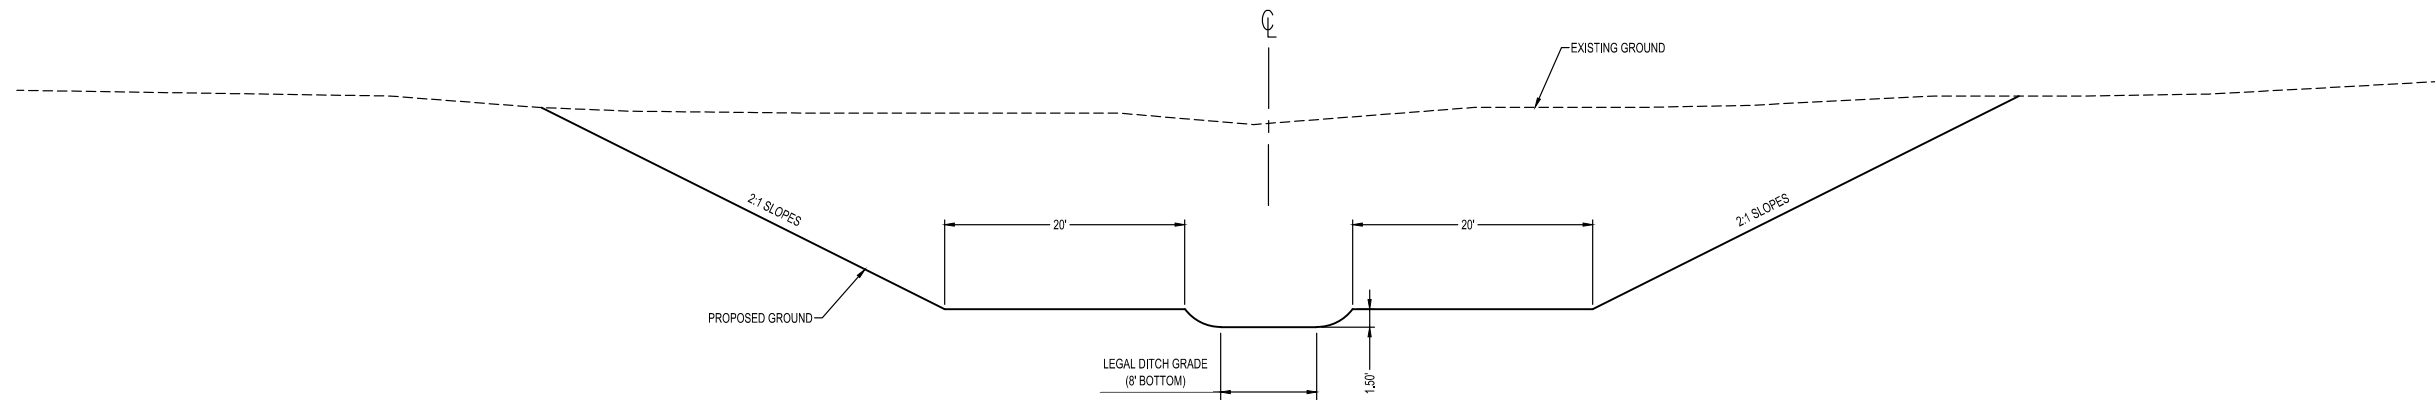 ℄
EXISTING GROUND
2:1 SLOPES
2:1 SLOPES
20'
20'
PROPOSED GROUND
LEGAL DITCH GRADE
(8' BOTTOM)
1.50'